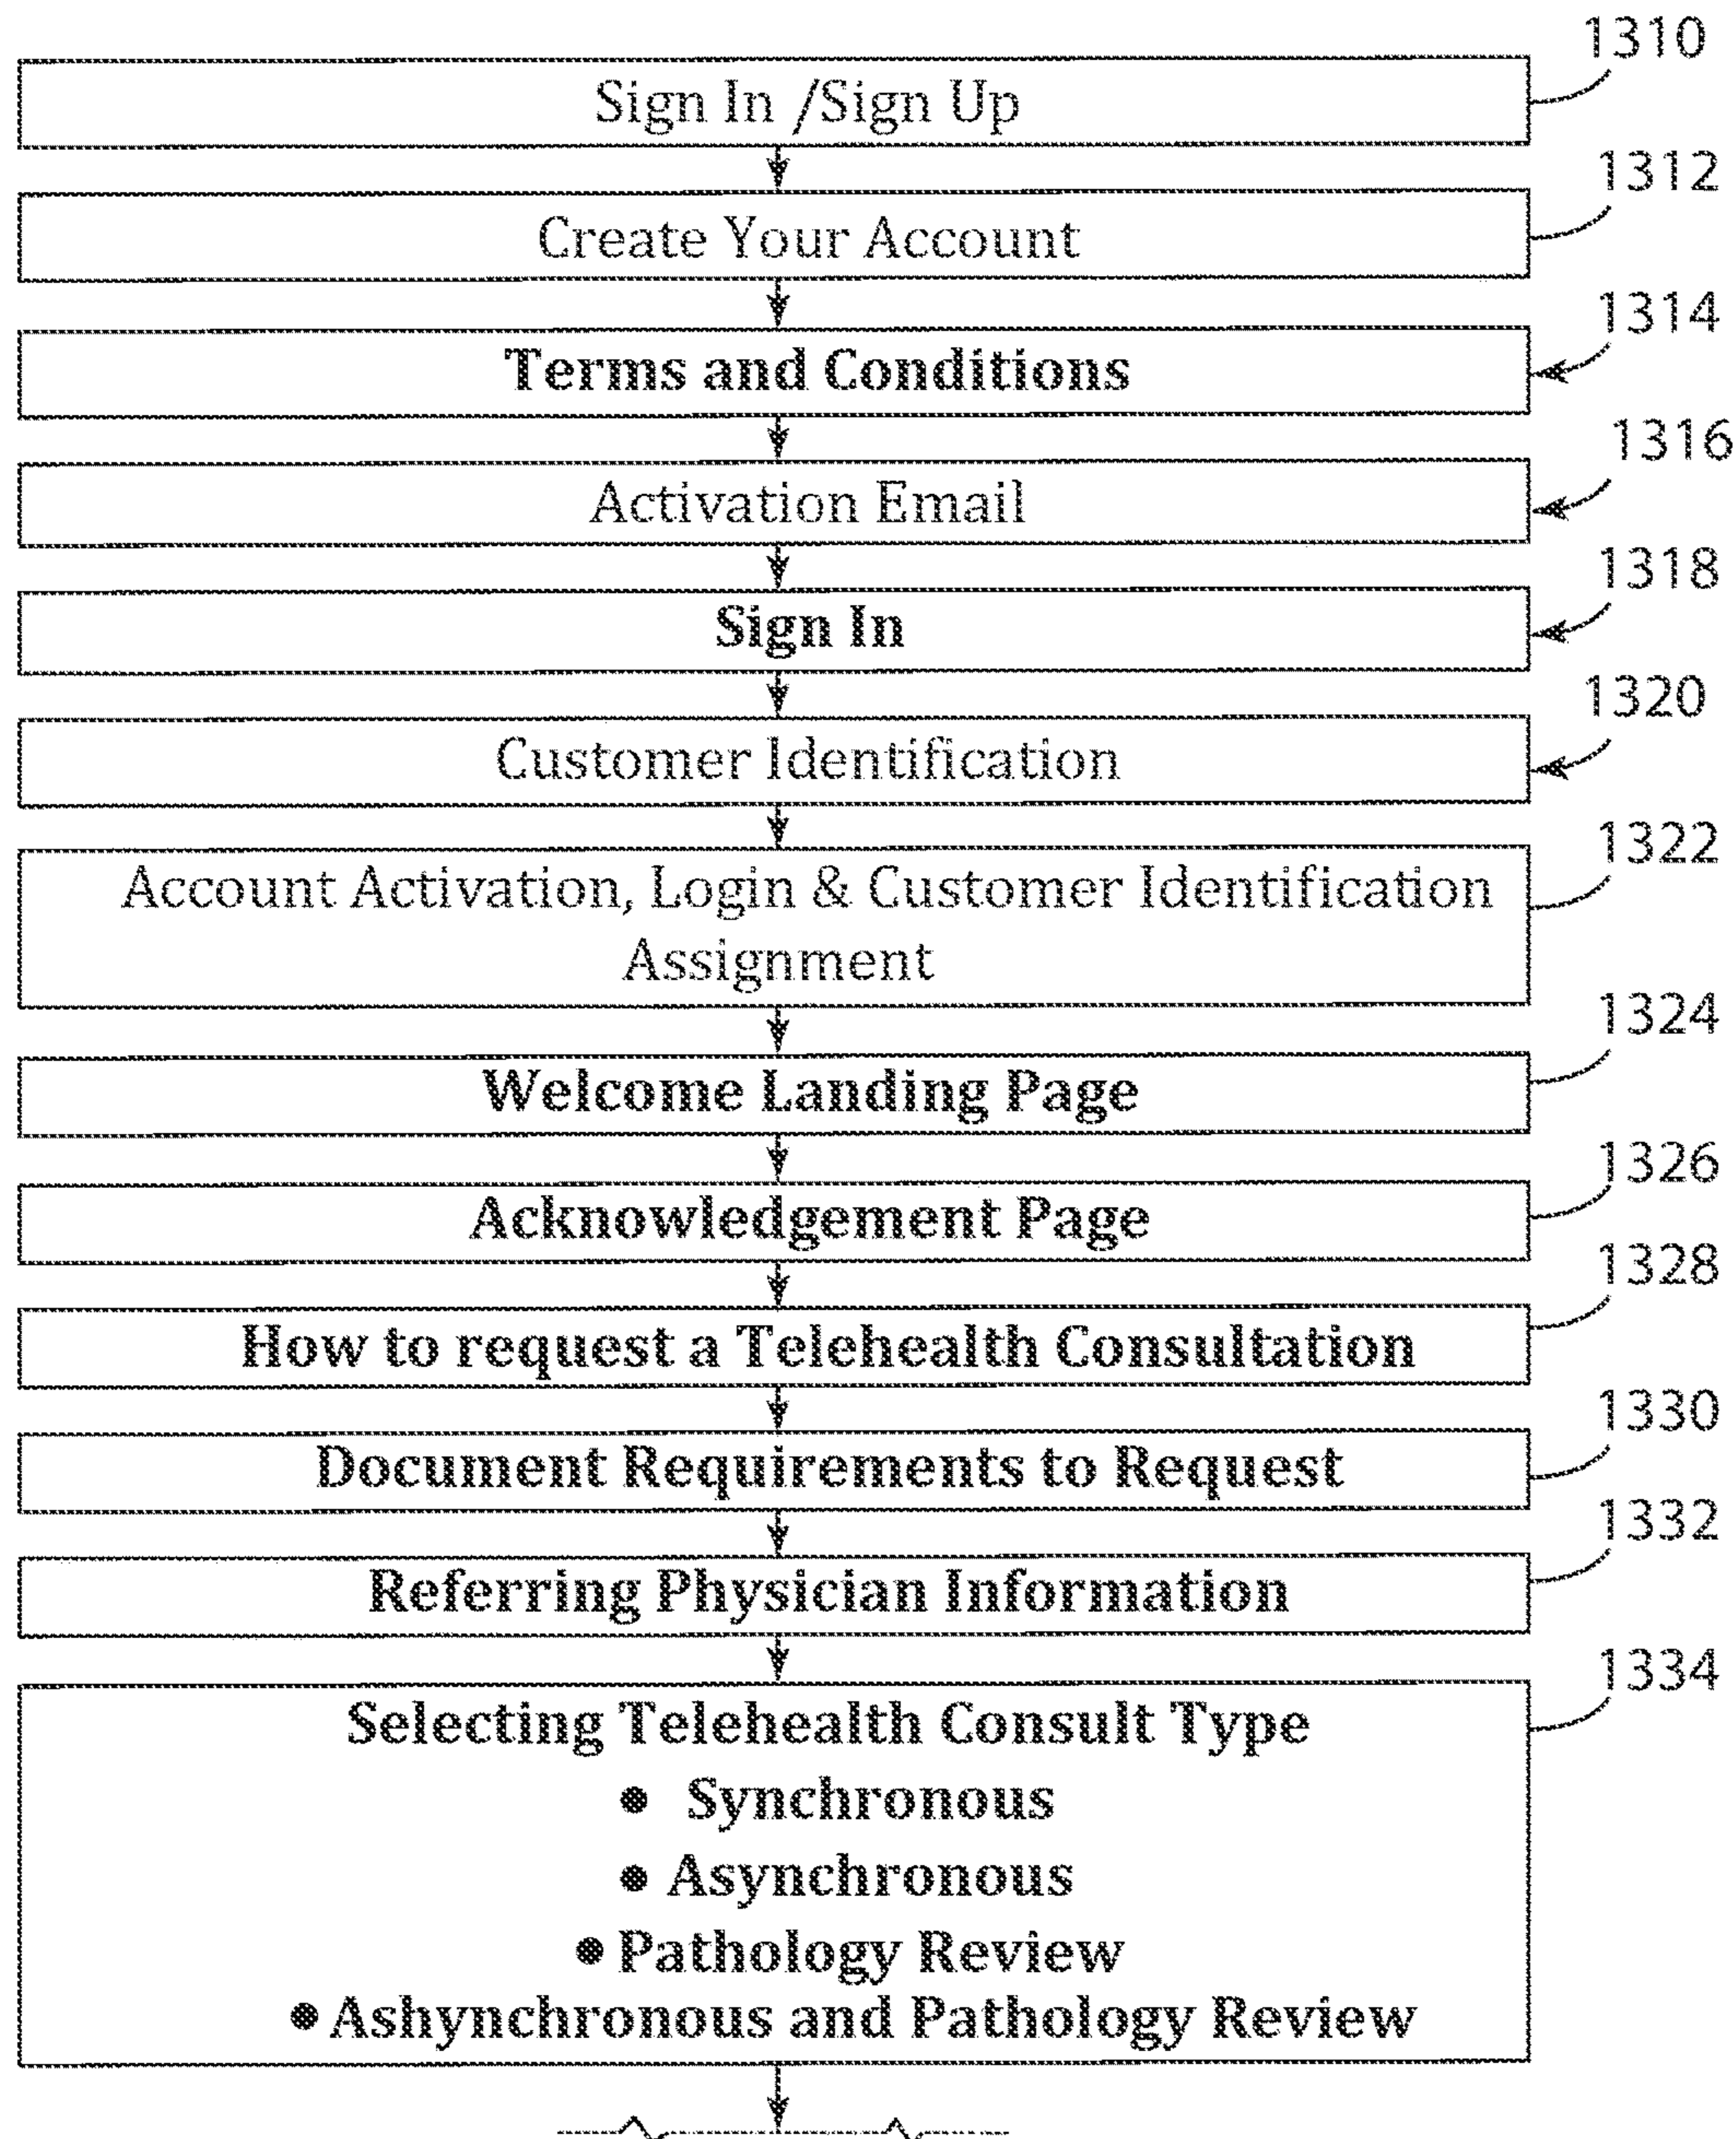 1310
Sign In /Sign Up
1312
Create Your Account
1314
Terms and Conditions
1316
Activation Email
1318
Sign In
1320
Customer Identification
1322
Account Activation, Login & Customer Identification
Assignment
1324
Welcome Landing Page
1326
Acknowledgement Page
1328
How to request a Telehealth Consultation
1330
Document Requirements to Request
1332
Referring Physician Information
1334
Selecting Telehealth Consult Type
• Synchronous
• Asynchronous
• Pathology Review
• Ashynchronous and Pathology Review